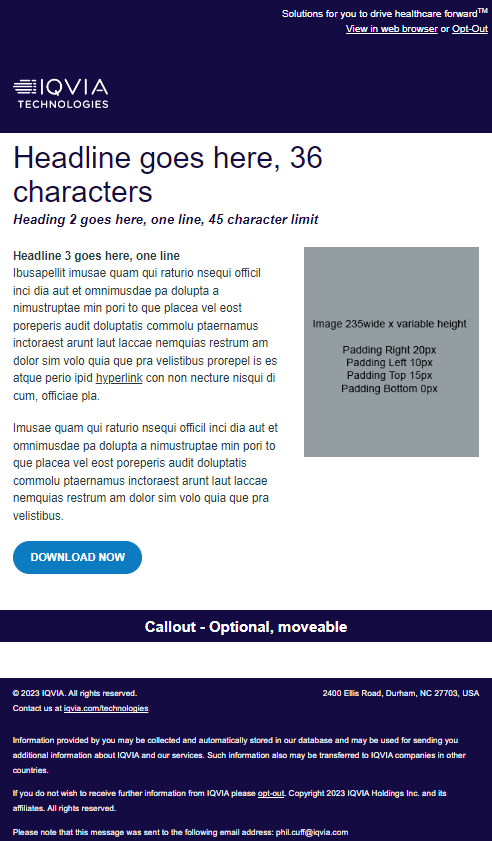 Solutions for you to drive healthcare forward™
View in web browser or Opt-Out
IQVIA
TECHNOLOGIES
Headline goes here, 36
characters
Heading 2 goes here, one line, 45 character limit
Headline 3 goes here, one line
Ibusapellit imusae quam qui raturio nsequi officil
inci dia aut et omnimusdae pa dolupta a
nimustruptae min pori to que placea vel eost
poreperis audit doluptatis commolu ptaernamus
inctoraest arunt laut laccae nemquias restrum am
dolor sim volo quia que pra velistibus prorepel is es
atque perio ipid hyperlink con non necture nisqui di
cum, officiae pla.
Imusae quam qui raturio nsequi officil inci dia aut et
omnimusdae pa dolupta a nimustruptae min pori to
que placea vel eost poreperis audit doluptatis
commolu ptaernamus inctoraest arunt laut laccae
nemquias restrum am dolor sim volo quia que pra
velistibus.
Image 235wide x variable height
Padding Right 20px
Padding Left 10px
Padding Top 15px
Padding Bottom 0px
DOWNLOAD NOW
Callout - Optional, moveable
© 2023 IQVIA. All rights reserved.
2400 Ellis Road, Durham, NC 27703, USA
Contact us at iqvia.com/technologies
Information provided by you may be collected and automatically stored in our database and may be used for sending you
additional information about IQVIA and our services. Such information also may be transferred to IQVIA companies in other
countries.
If you do not wish to receive further information from IQVIA please opt-out. Copyright 2023 IQVIA Holdings Inc. and its
affiliates. All rights reserved.
Please note that this message was sent to the following email address: phil.cuff@iqvia.com